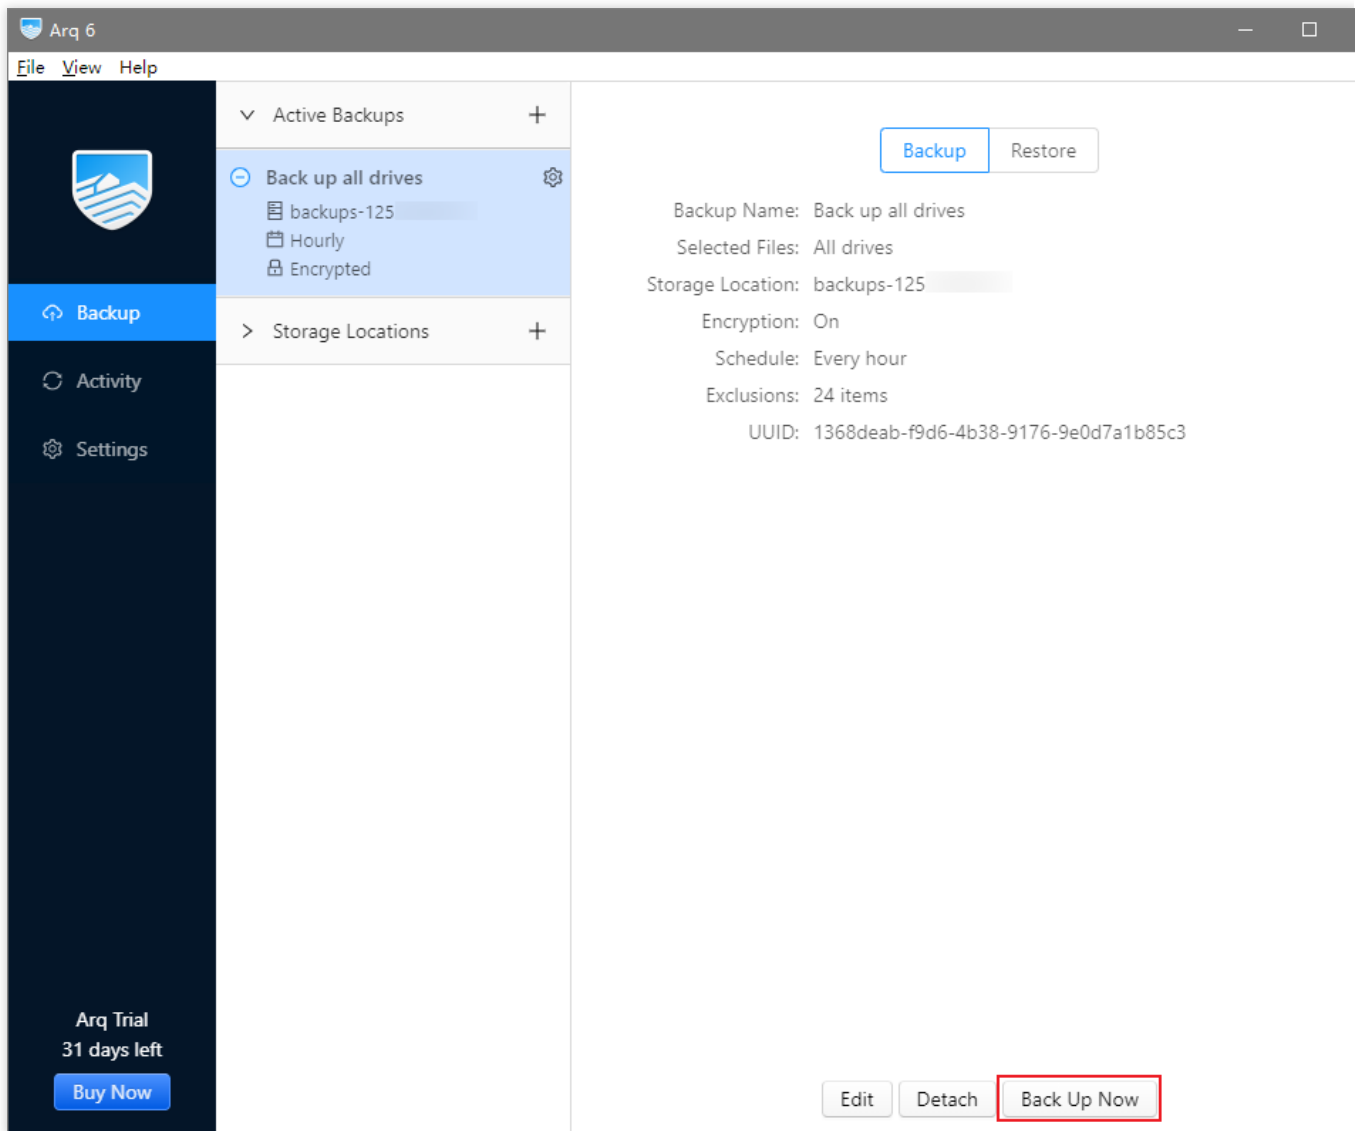 Arq 6
File View Help
Active Backups
Back up all drives
backups-125
Hourly
Encrypted
Storage Locations
Backup
Activity
Settings
Arq Trial
31 days left
Buy Now
Backup Restore
Backup Name: Back up all drives
Selected Files: All drives
Storage Location: backups-125
Encryption: On
Schedule: Every hour
Exclusions: 24 items
UUID: 1368deab-f9d6-4b38-9176-9e0d7a1b85c3
Edit Detach Back Up Now